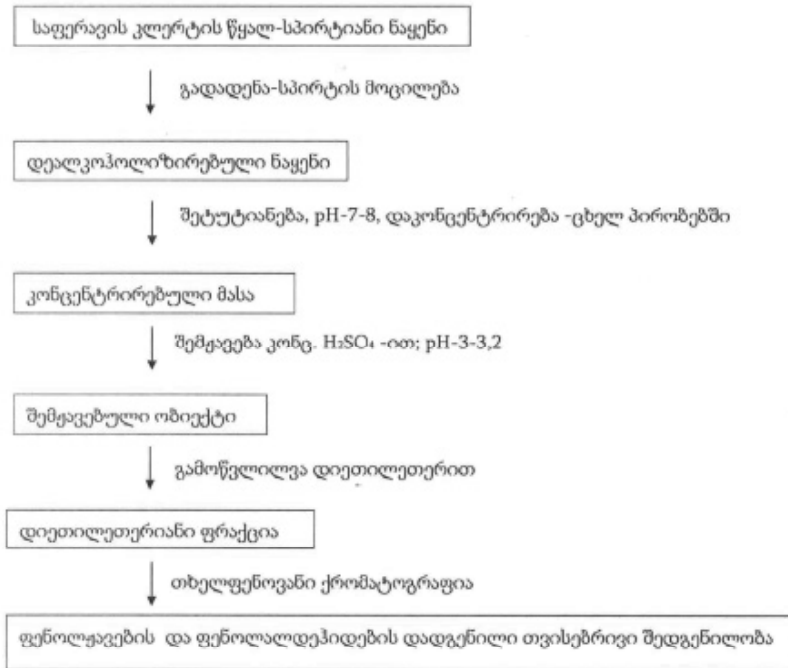 საფერავის კლერტის წყალ-სპირტიანი ნაყენი
გადადენა-სპირტის მოცილება
დეალკოჰოლიზირებული ნაყენი
შეტუტიანება, pH-7-8, დაკონცენტრირება -ცხელ პირობებში
კონცენტრირებული მასა
შემჟავება კონც. H₂SO₄ -ით; pH-3-3,2
შემჟავებული ობიექტი
გამოწვლილვა დიეთილეთერით
დიეთილეთერიანი ფრაქცია
თხელფენოვანი ქრომატოგრაფია
ფენოლჟავების და ფენოლალდეჰიდების დადგენილი თვისებრივი შედგენილობა